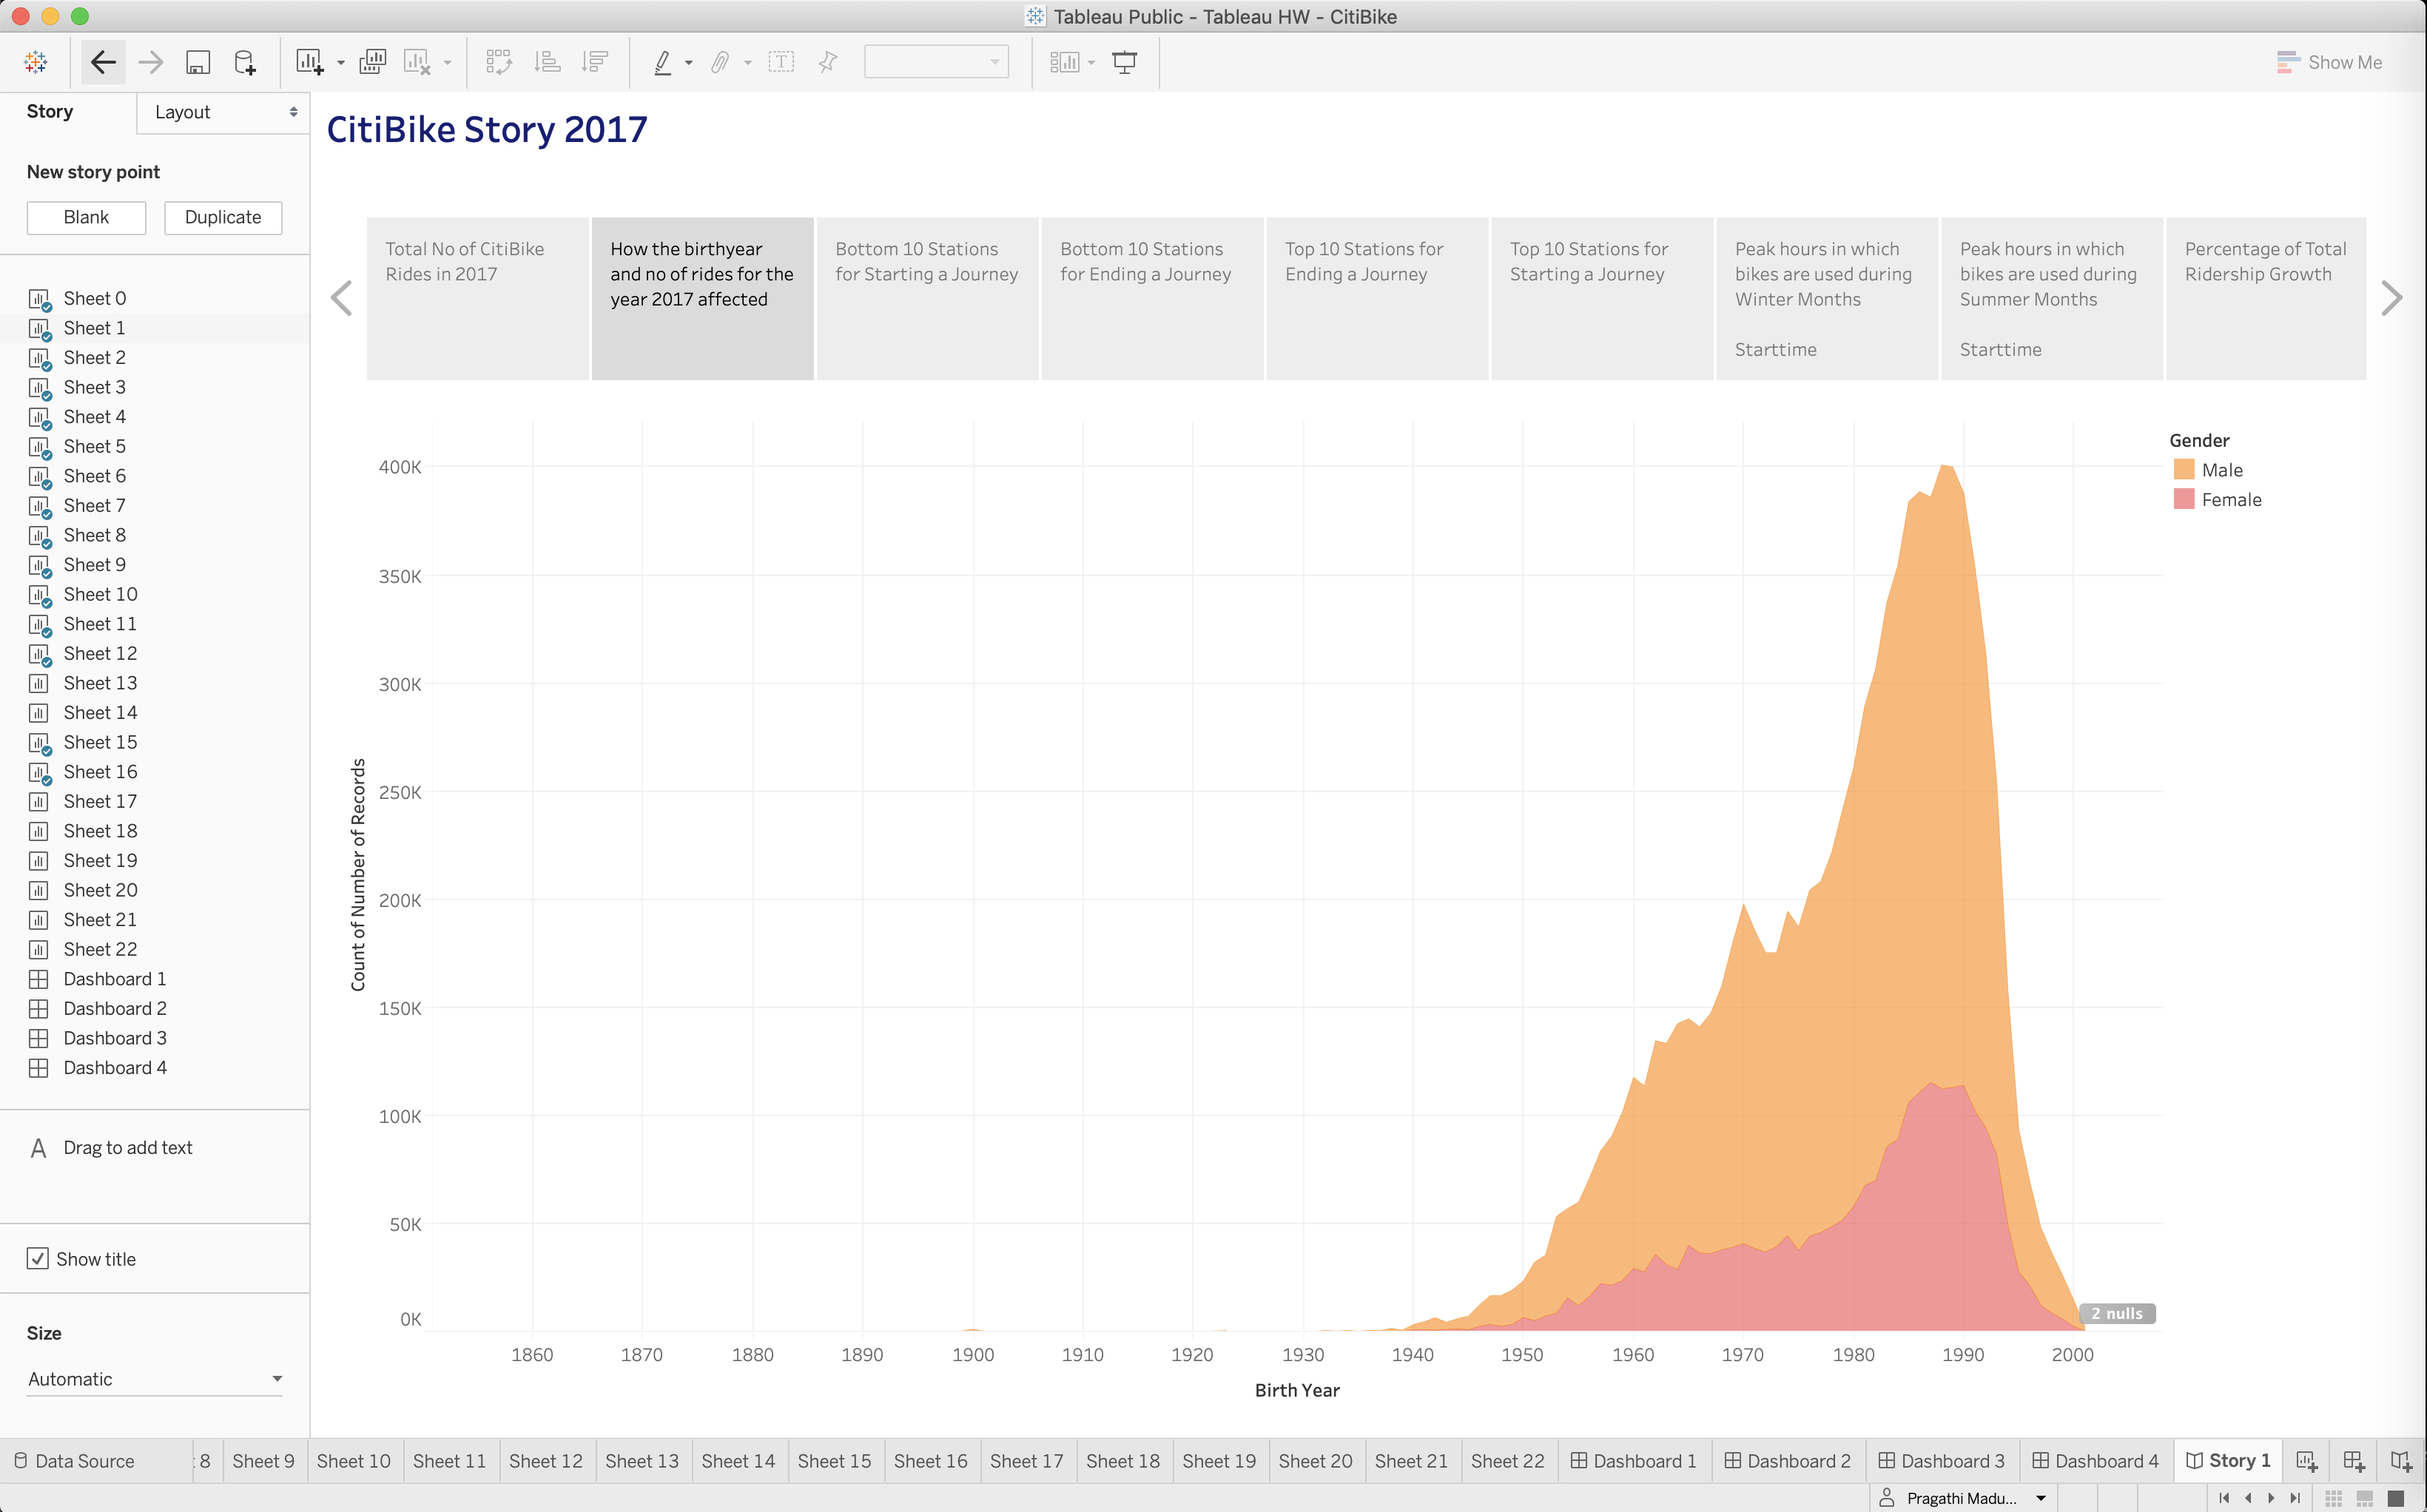 Tableau Public - Tableau HW - CitiBike
Show Me
Story
Layout
New story point
Blank
Duplicate
Sheet 0
Sheet 1
Sheet 2
Sheet 3
Sheet 4
Sheet 5
Sheet 6
Sheet 7
Sheet 8
Sheet 9
Sheet 10
Sheet 11
Sheet 12
Sheet 13
Sheet 14
Sheet 15
Sheet 16
Sheet 17
Sheet 18
Sheet 19
Sheet 20
Sheet 21
Sheet 22
Dashboard 1
Dashboard 2
Dashboard 3
Dashboard 4
A Drag to add text
Show title
Size
Automatic
CitiBike Story 2017
Total No of CitiBike
Rides in 2017
How the birthyear
and no of rides for the
year 2017 affected
Bottom 10 Stations
for Starting a Journey
Bottom 10 Stations
for Ending a Journey
Top 10 Stations for
Ending a Journey
Top 10 Stations for
Starting a Journey
Peak hours in which
bikes are used during
Winter Months
Starttime
Peak hours in which
bikes are used during
Summer Months
Starttime
Percentage of Total
Ridership Growth
Gender
Male
Female
Count of Number of Records
400K
350K
300K
250K
200K
150K
100K
50K
0K
2 nulls
1860 1870 1880 1890 1900 1910 1920 1930 1940 1950 1960 1970 1980 1990 2000
Birth Year
Data Source : 8 Sheet 9 Sheet 10 Sheet 11 Sheet 12 Sheet 13 Sheet 14 Sheet 15 Sheet 16 Sheet 17 Sheet 18 Sheet 19 Sheet 20 Sheet 21 Sheet 22 Dashboard 1 Dashboard 2 Dashboard 3 Dashboard 4 Story 1
Pragathi Madu...